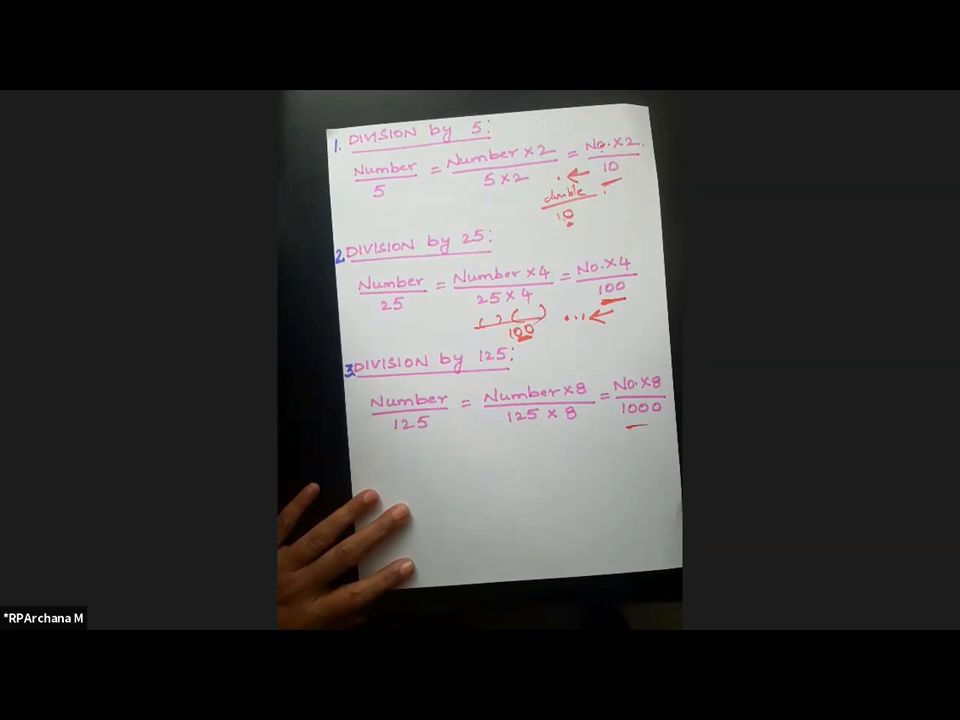 1. DIVISION by 5:
Number/5 = Number×2/5×2 = No.×2/10
double/10
2. DIVISION by 25:
Number/25 = Number×4/25×4 = No.×4/100
( ) ( )/100
3. DIVISION by 125:
Number/125 = Number×8/125×8 = No.×8/1000
*RPArchana M